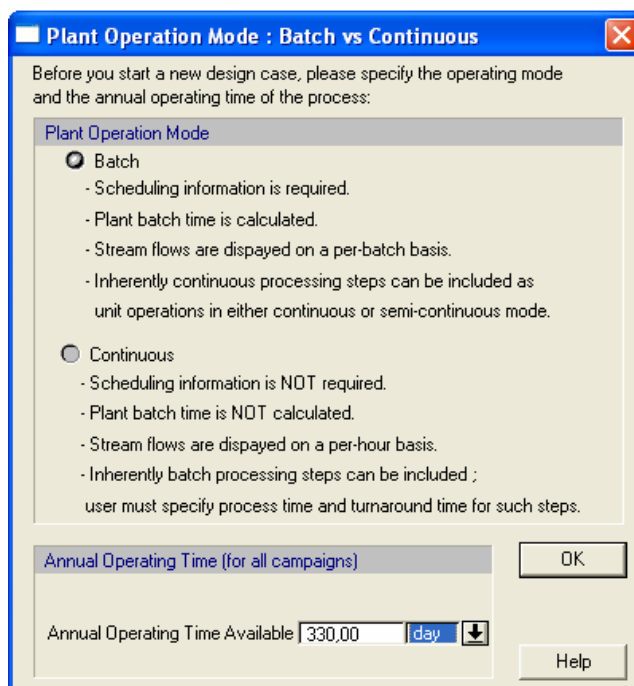 Plant Operation Mode : Batch vs Continuous
Before you start a new design case, please specify the operating mode
and the annual operating time of the process:
Plant Operation Mode
Batch
- Scheduling information is required.
- Plant batch time is calculated.
- Stream flows are dispayed on a per-batch basis.
- Inherently continuous processing steps can be included as
unit operations in either continuous or semi-continuous mode.
Continuous
- Scheduling information is NOT required.
- Plant batch time is NOT calculated.
- Stream flows are dispayed on a per-hour basis.
- Inherently batch processing steps can be included ;
user must specify process time and turnaround time for such steps.
Annual Operating Time (for all campaigns)
OK
Annual Operating Time Available 330,00 day
Help